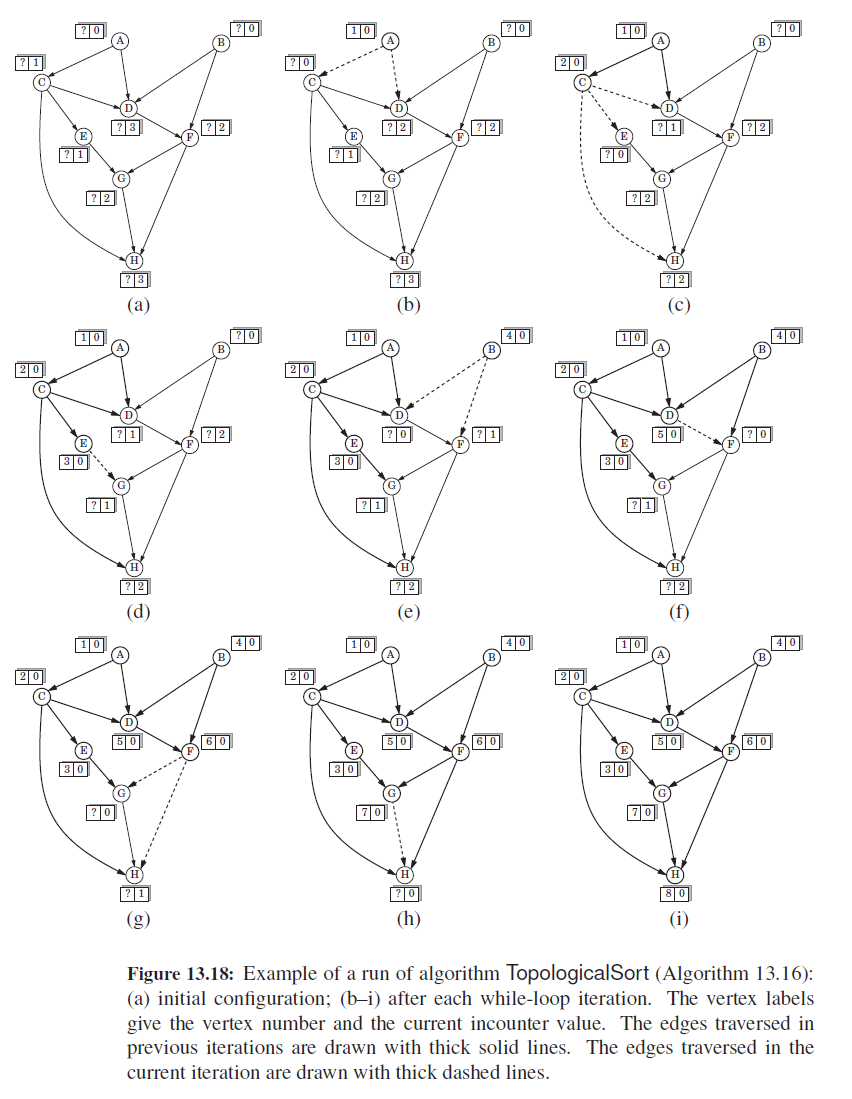 ? 0 A B ? 0
? 1 C D ? 3
E ? 1 F ? 2
G ? 2
H ? 3
(a)
1 0 A B ? 0
? 0 C D ? 2
E ? 1 F ? 2
G ? 2
H ? 3
(b)
1 0 A B ? 0
2 0 C D ? 1
E ? 0 F ? 2
G ? 2
H ? 2
(c)
1 0 A B ? 0
2 0 C D ? 1
E 3 0 F ? 2
G ? 1
H ? 2
(d)
1 0 A B 4 0
2 0 C D ? 0
E 3 0 F ? 1
G ? 1
H ? 2
(e)
1 0 A B 4 0
2 0 C D 5 0
E 3 0 F ? 0
G ? 1
H ? 2
(f)
1 0 A B 4 0
2 0 C D 5 0
E 3 0 F 6 0
G ? 0
H ? 1
(g)
1 0 A B 4 0
2 0 C D 5 0
E 3 0 F 6 0
G 7 0
H ? 0
(h)
1 0 A B 4 0
2 0 C D 5 0
E 3 0 F 6 0
G 7 0
H 8 0
(i)
Figure 13.18: Example of a run of algorithm TopologicalSort (Algorithm 13.16):
(a) initial configuration; (b–i) after each while-loop iteration. The vertex labels
give the vertex number and the current incounter value. The edges traversed in
previous iterations are drawn with thick solid lines. The edges traversed in the
current iteration are drawn with thick dashed lines.